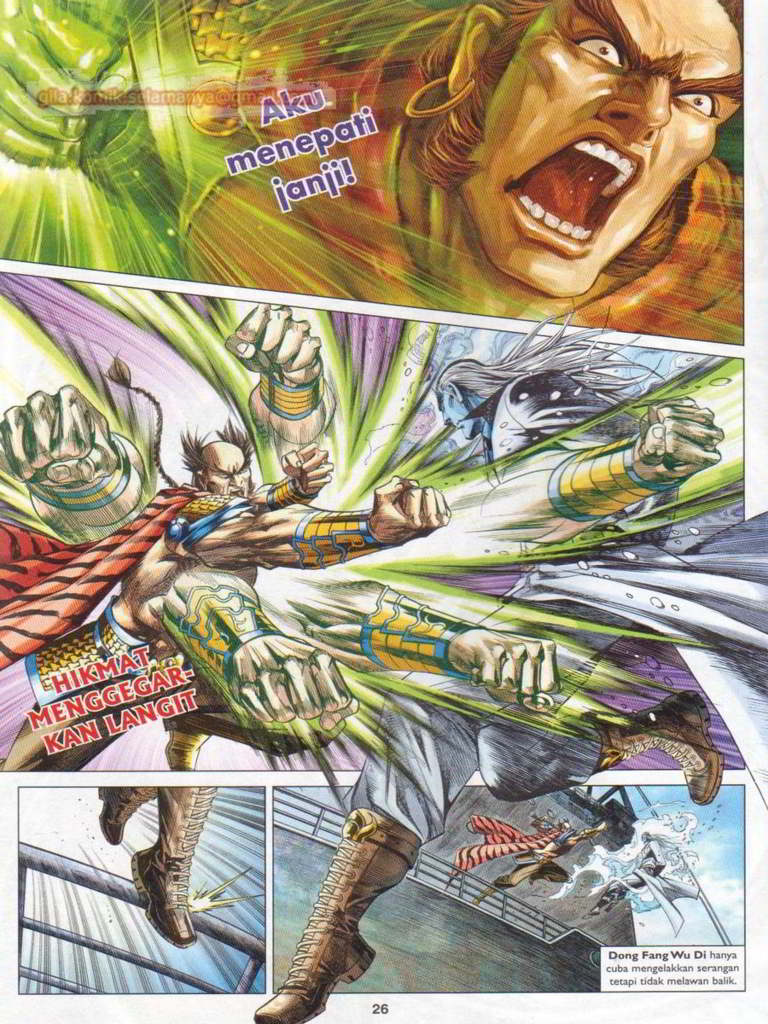 Aku
menepati
janji!
HIKMAT
MENGGEGAR-
KAN LANGIT
Dong Fang Wu Di hanya
cuba mengelakkan serangan
tetapi tidak melawan balik.
26